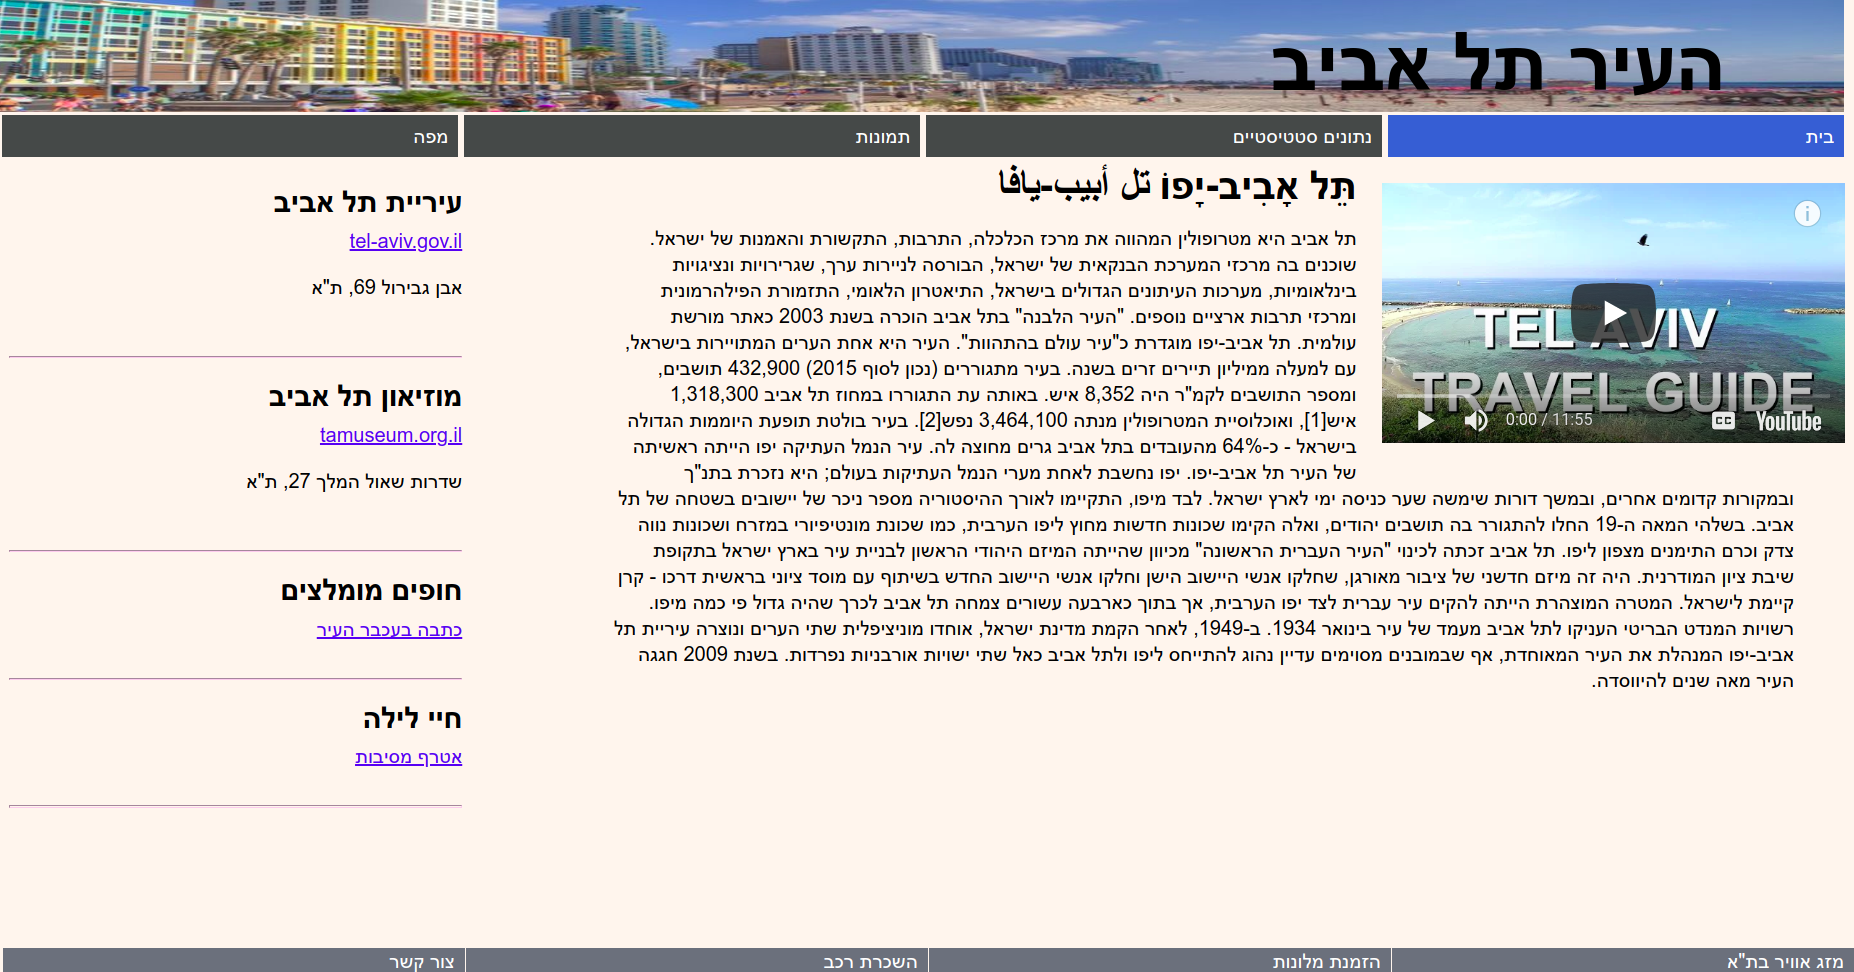 העיר תל אביב
בית
נתונים סטטיסטיים
תמונות
מפה
TEL AVIV
TRAVEL GUIDE
0:00 / 11:55
CC
YouTube
תֵּל אָבִיב-יָפוֹ تل أبيب-يافا
תל אביב היא מטרופולין המהווה את מרכז הכלכלה, התרבות, התקשורת והאמנות של ישראל.
שוכנים בה מרכזי המערכת הבנקאית של ישראל, הבורסה לניירות ערך, שגרירויות ונציגויות
בינלאומיות, מערכות העיתונים הגדולים בישראל, התיאטרון הלאומי, התזמורת הפילהרמונית
ומרכזי תרבות ארציים נוספים. "העיר הלבנה" בתל אביב הוכרה בשנת 2003 כאתר מורשת
עולמית. תל אביב-יפו מוגדרת כ"עיר עולם בהתהוות". העיר היא אחת הערים המתויירות בישראל,
עם למעלה ממיליון תיירים זרים בשנה. בעיר מתגוררים (נכון לסוף 2015) 432,900 תושבים,
ומספר התושבים לקמ"ר היה 8,352 איש. באותה עת התגוררו במחוז תל אביב 1,318,300
איש[1], ואוכלוסיית המטרופולין מנתה 3,464,100 נפש[2]. בעיר בולטת תופעת היוממות הגדולה
בישראל - כ-64% מהעובדים בתל אביב גרים מחוצה לה. עיר הנמל העתיקה יפו הייתה ראשיתה
של העיר תל אביב-יפו. יפו נחשבת לאחת מערי הנמל העתיקות בעולם; היא נזכרת בתנ"ך
ובמקורות קדומים אחרים, ובמשך דורות שימשה שער כניסה ימי לארץ ישראל. לבד מיפו, התקיימו לאורך ההיסטוריה מספר ניכר של יישובים בשטחה של תל
אביב. בשלהי המאה ה-19 החלו להתגורר בה תושבים יהודים, ואלה הקימו שכונות חדשות מחוץ ליפו הערבית, כמו שכונת מונטיפיורי במזרח ושכונות נווה
צדק וכרם התימנים מצפון ליפו. תל אביב זכתה לכינוי "העיר העברית הראשונה" מכיוון שהייתה המיזם היהודי הראשון לבניית עיר בארץ ישראל בתקופת
שיבת ציון המודרנית. היה זה מיזם חדשני של ציבור מאורגן, שחלקו אנשי היישוב הישן וחלקו אנשי היישוב החדש בשיתוף עם מוסד ציוני בראשית דרכו - קרן
קיימת לישראל. המטרה המוצהרת הייתה להקים עיר עברית לצד יפו הערבית, אך בתוך כארבעה עשורים צמחה תל אביב לכרך שהיה גדול פי כמה מיפו.
רשויות המנדט הבריטי העניקו לתל אביב מעמד של עיר בינואר 1934. ב-1949, לאחר הקמת מדינת ישראל, אוחדו מוניציפלית שתי הערים ונוצרה עיריית תל
אביב-יפו המנהלת את העיר המאוחדת, אף שבמובנים מסוימים עדיין נהוג להתייחס ליפו ולתל אביב כאל שתי ישויות אורבניות נפרדות. בשנת 2009 חגגה
העיר מאה שנים להיווסדה.
עיריית תל אביב
tel-aviv.gov.il
אבן גבירול 69, ת"א
מוזיאון תל אביב
tamuseum.org.il
שדרות שאול המלך 27, ת"א
חופים מומלצים
כתבה בעכבר העיר
חיי לילה
אטרף מסיבות
מזג אוויר בת"א
הזמנת מלונות
השכרת רכב
צור קשר